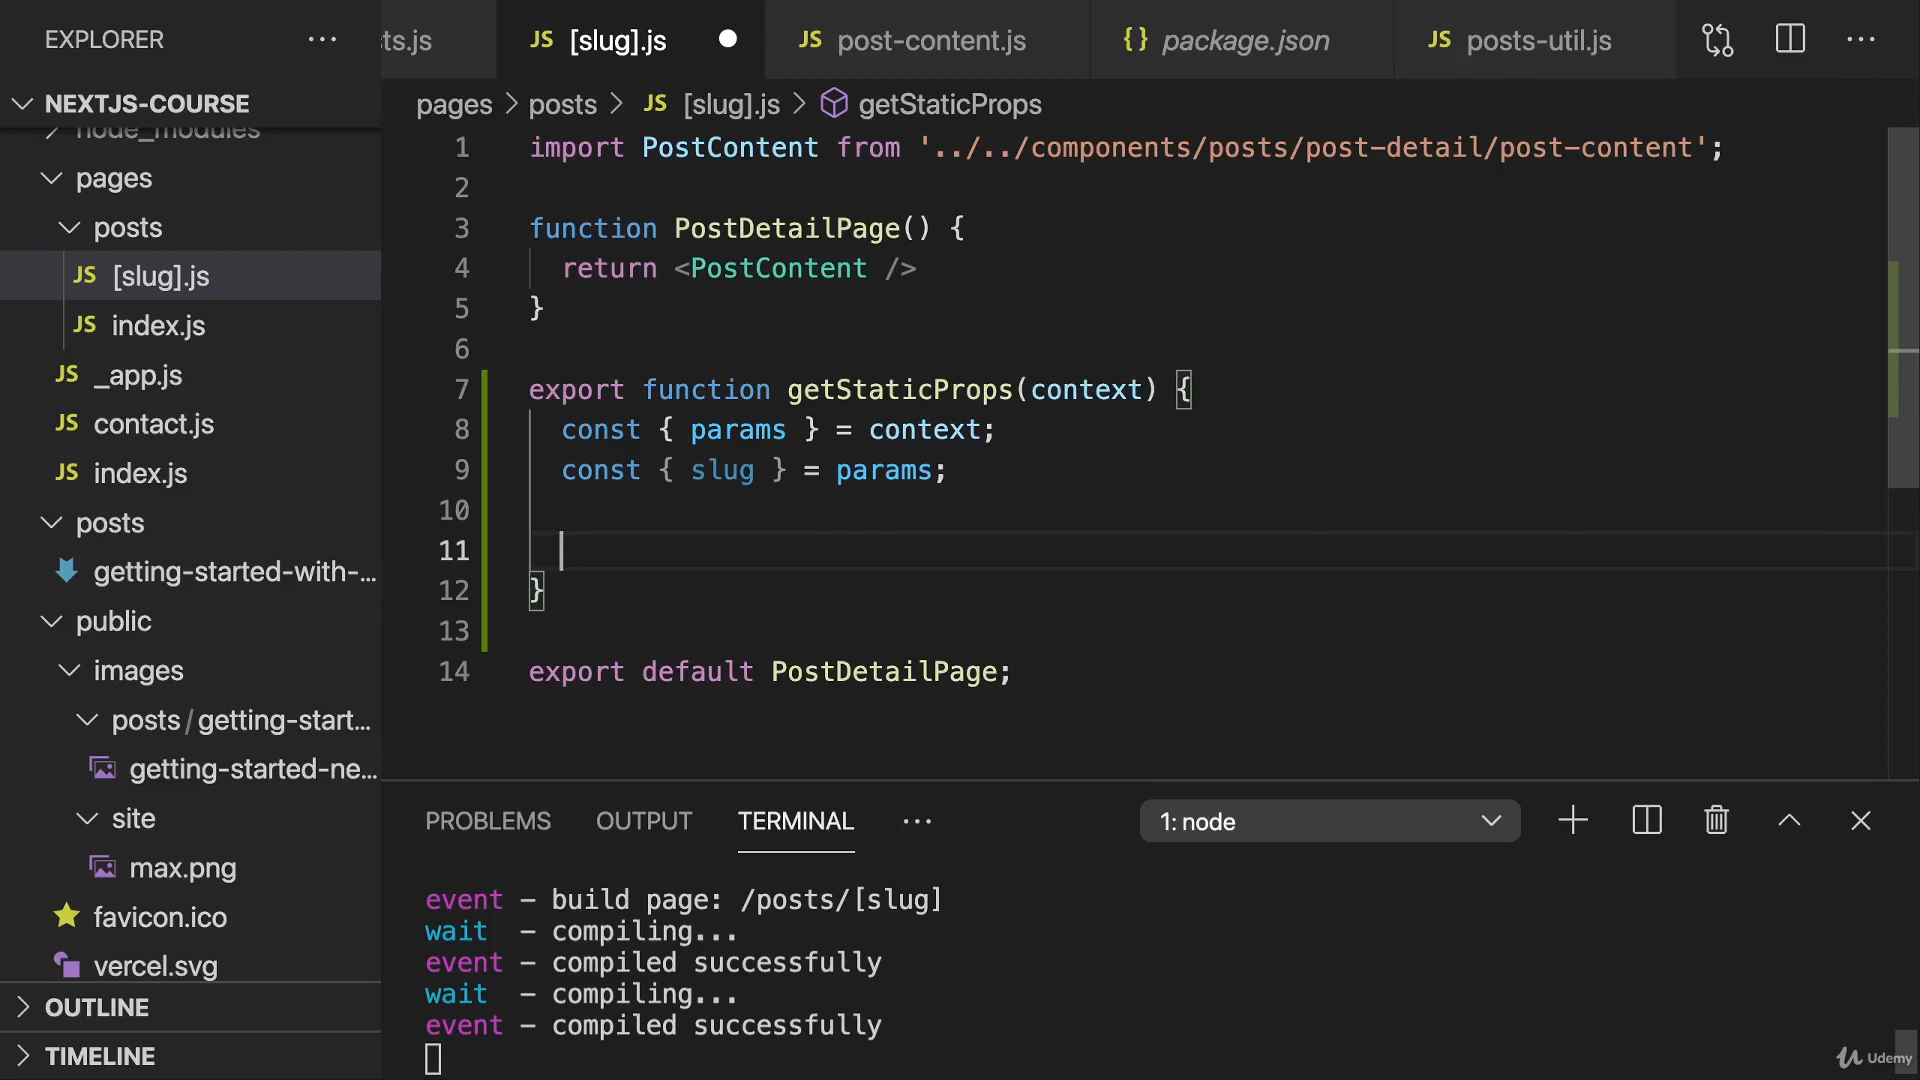 EXPLORER
ts.js
JS [slug].js
JS post-content.js
{ } package.json
JS posts-util.js
NEXTJS-COURSE
node_modules
pages
posts
JS [slug].js
JS index.js
JS _app.js
JS contact.js
JS index.js
posts
getting-started-with-...
public
images
posts / getting-start...
getting-started-ne...
site
max.png
favicon.ico
vercel.svg
OUTLINE
TIMELINE
pages > posts > JS [slug].js > getStaticProps
1 import PostContent from '../../components/posts/post-detail/post-content';
2
3 function PostDetailPage() {
4 return <PostContent />
5 }
6
7 export function getStaticProps(context) {
8 const { params } = context;
9 const { slug } = params;
10
11
12 }
13
14 export default PostDetailPage;
PROBLEMS OUTPUT TERMINAL ...
1: node
event - build page: /posts/[slug]
wait - compiling...
event - compiled successfully
wait - compiling...
event - compiled successfully
Udemy